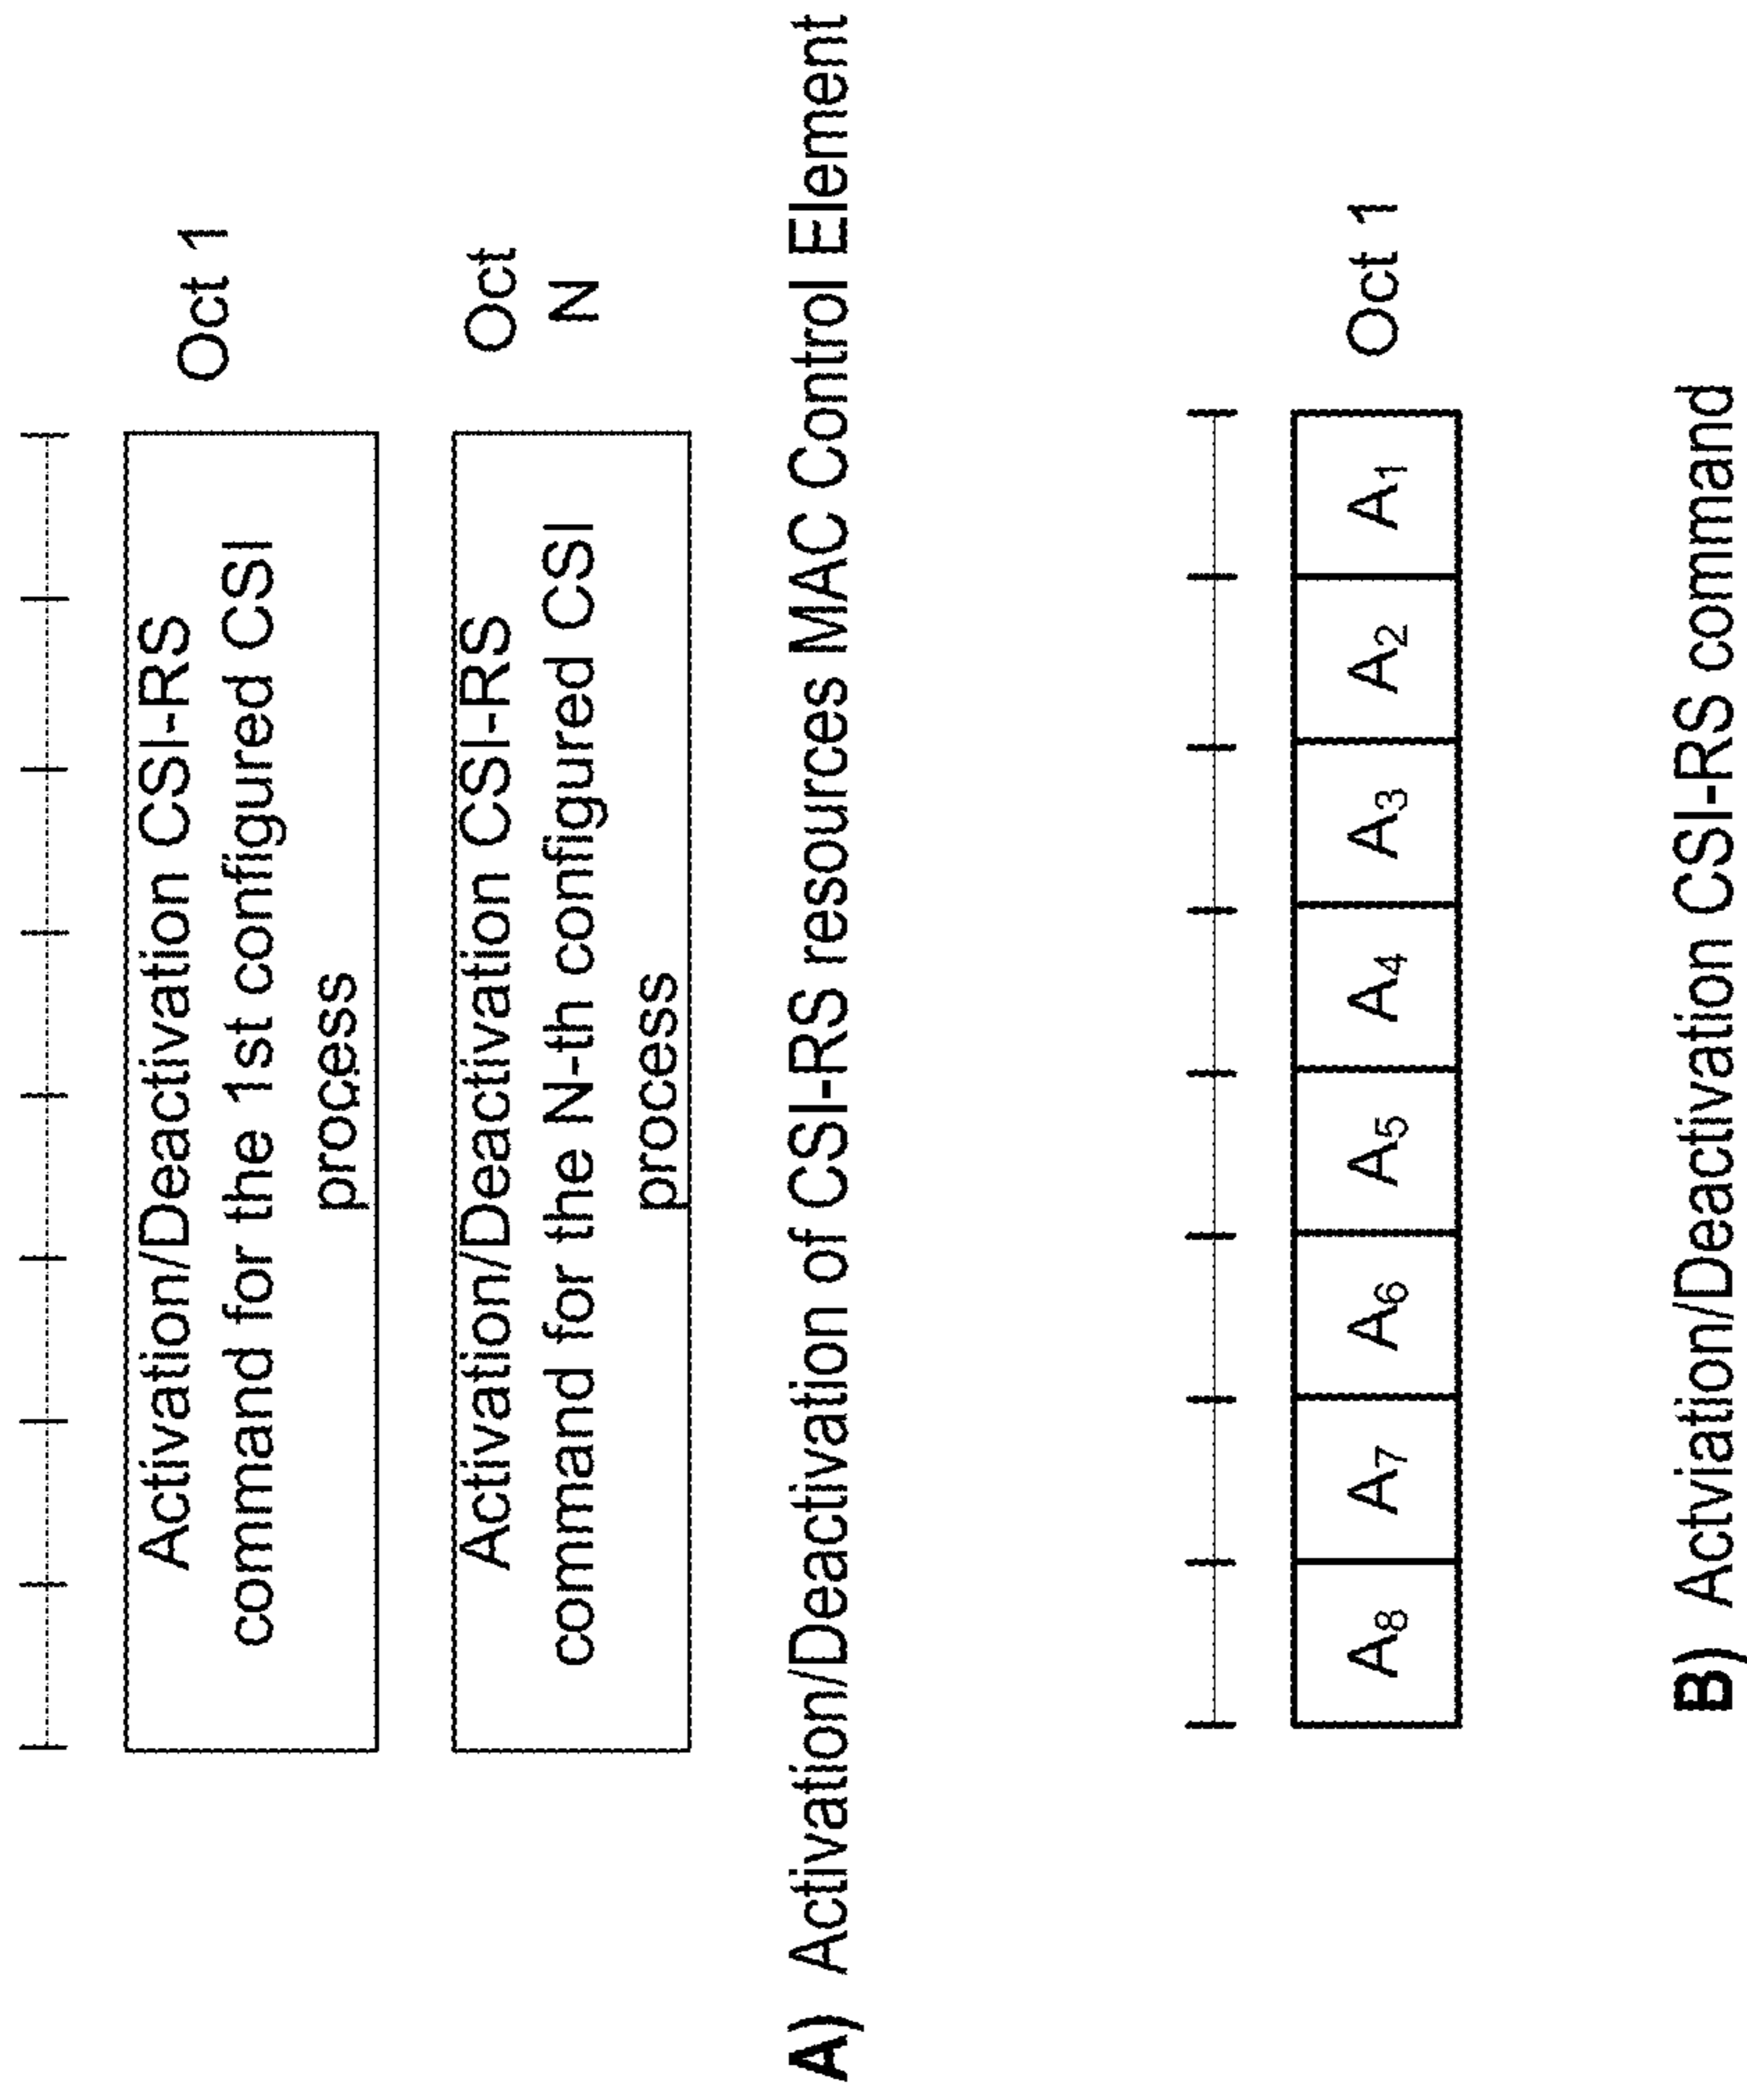 Activation/Deactivation CSI-RS
command for the 1st configured CSI
process
Oct 1
Activation/Deactivation CSI-RS
command for the N-th configured CSI
process
Oct
N
A) Activation/Deactivation of CSI-RS resources MAC Control Element
A8 A7 A6 A5 A4 A3 A2 A1 Oct 1
B) Actviation/Deactivation CSI-RS command